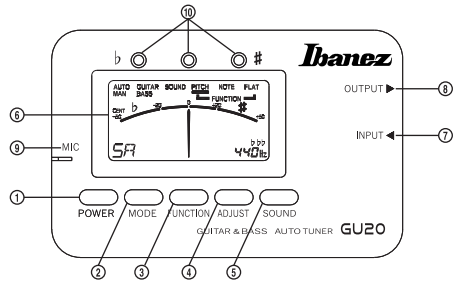 ⑩
♭ ♯ Ibanez
OUTPUT ▶ ⑧
AUTO GUITAR SOUND PITCH NOTE FLAT
MAN BASS FUNCTION
⑥ CENT ♭ 0 ♯
-50 -20 +20 +50
INPUT ◀ ⑦
⑨ MIC
5A ♭♭♭
440Hz
① POWER MODE FUNCTION ADJUST SOUND
GUITAR & BASS AUTO TUNER GU20
② ③ ④ ⑤